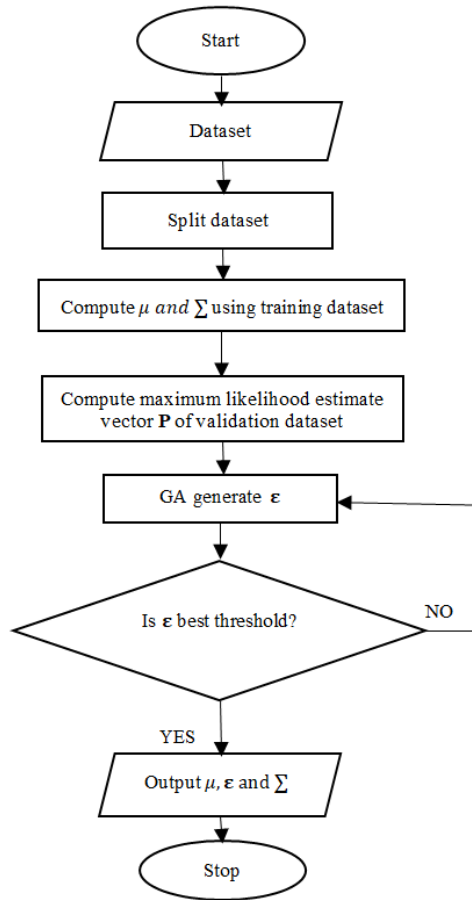 Start
Dataset
Split dataset
Compute μ and ∑ using training dataset
Compute maximum likelihood estimate
vector P of validation dataset
GA generate ε
Is ε best threshold?
NO
YES
Output μ, ε and ∑
Stop